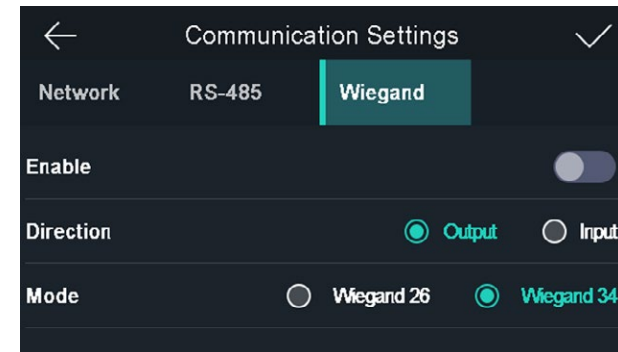 Communication Settings
Network RS-485 Wiegand
Enable
Direction Output Input
Mode Wiegand 26 Wiegand 34